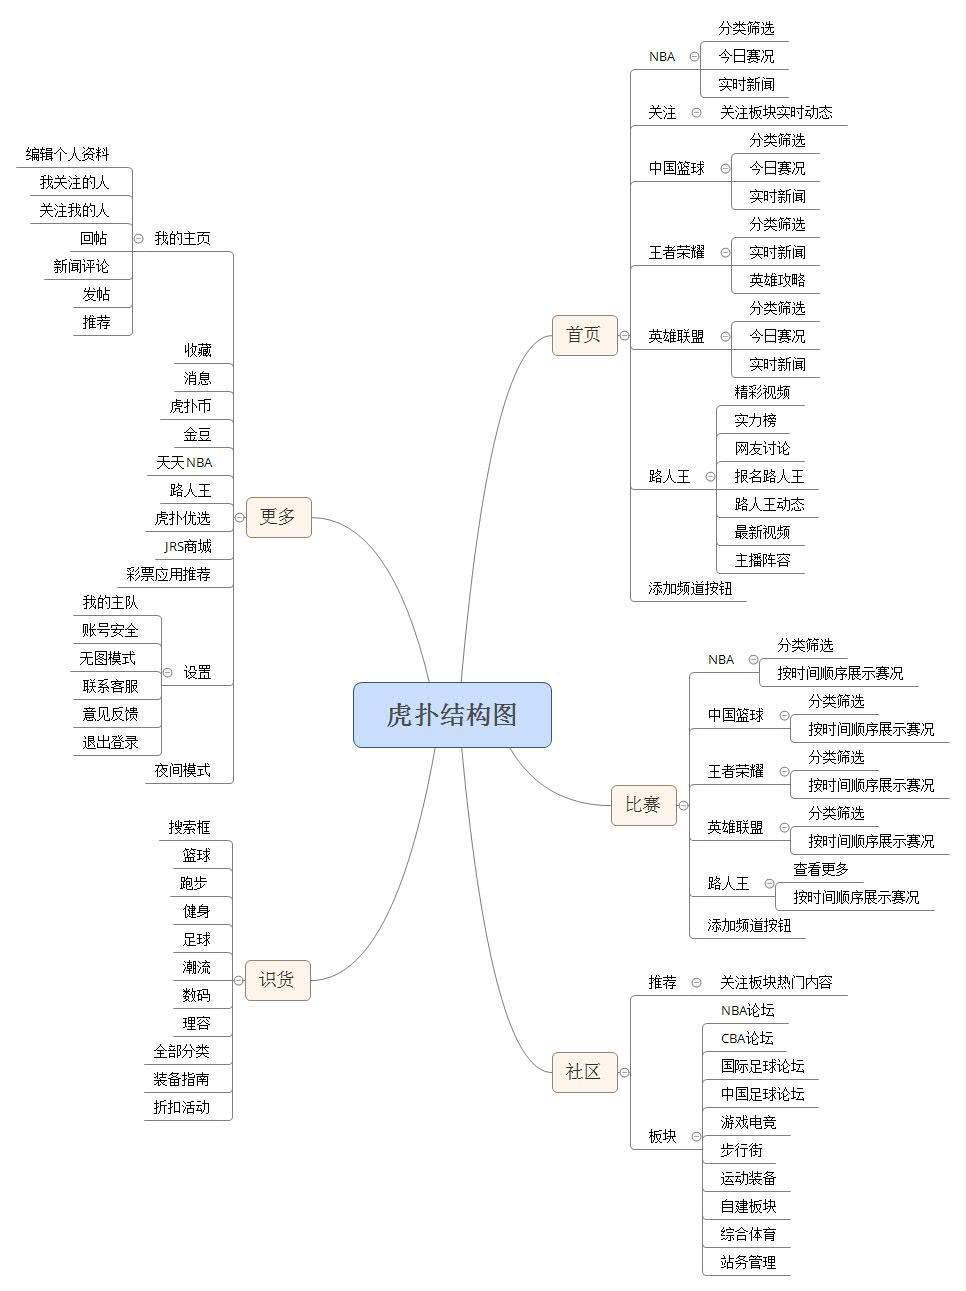 虎扑结构图
首页
NBA
分类筛选
今日赛况
实时新闻
关注
关注板块实时动态
中国篮球
分类筛选
今日赛况
实时新闻
王者荣耀
分类筛选
实时新闻
英雄攻略
英雄联盟
分类筛选
今日赛况
实时新闻
路人王
精彩视频
实力榜
网友讨论
报名路人王
路人王动态
最新视频
主播阵容
添加频道按钮
比赛
NBA
分类筛选
按时间顺序展示赛况
中国篮球
分类筛选
按时间顺序展示赛况
王者荣耀
分类筛选
按时间顺序展示赛况
英雄联盟
分类筛选
按时间顺序展示赛况
路人王
查看更多
按时间顺序展示赛况
添加频道按钮
社区
推荐
关注板块热门内容
板块
NBA论坛
CBA论坛
国际足球论坛
中国足球论坛
游戏电竞
步行街
运动装备
自建板块
综合体育
站务管理
更多
我的主页
编辑个人资料
我关注的人
关注我的人
回帖
新闻评论
发帖
推荐
收藏
消息
虎扑币
金豆
天天NBA
路人王
虎扑优选
JRS商城
彩票应用推荐
设置
我的主队
账号安全
无图模式
联系客服
意见反馈
退出登录
夜间模式
识货
搜索框
篮球
跑步
健身
足球
潮流
数码
理容
全部分类
装备指南
折扣活动